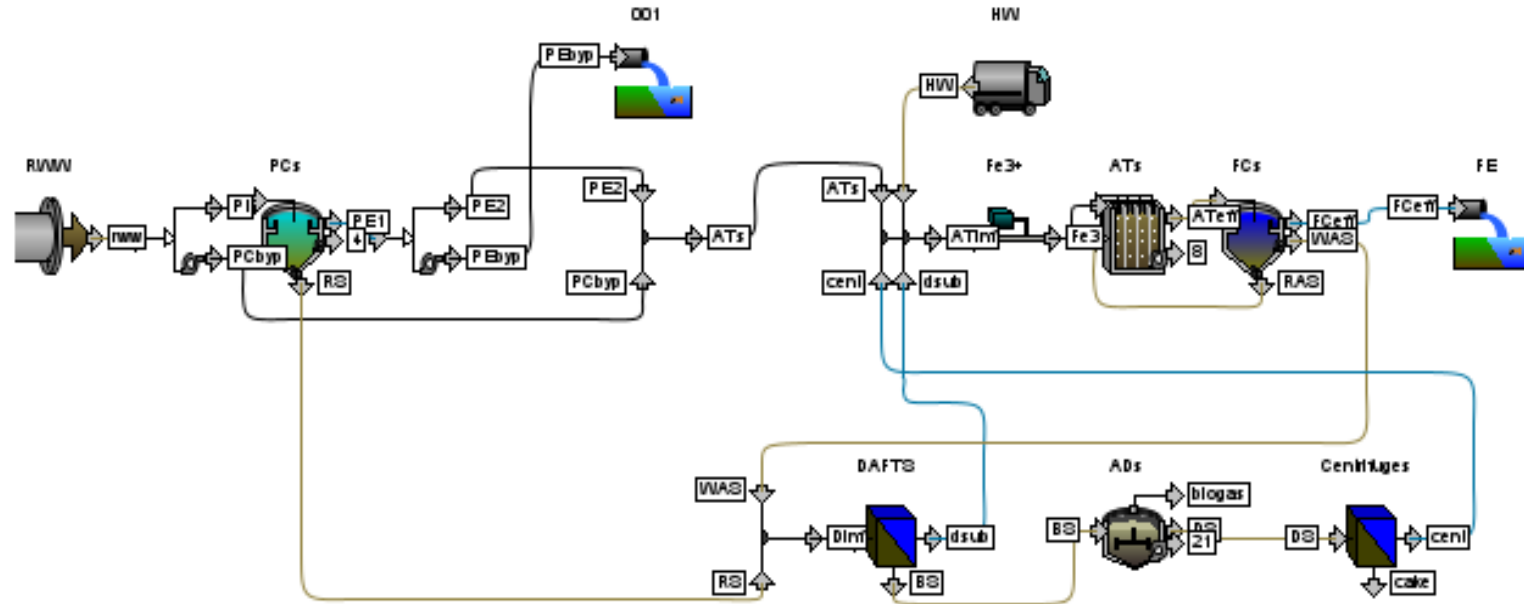 001
HW
PEbyp
HW
RWW
PCs
Fe3+
ATs
FCs
FE
PE2
ATs
PI
PE1
PE2
FCeff
FCeff
ATeff
rww
4
ATs
ATinf
Fe3
WAS
PCbyp
PEbyp
8
RS
PCbyp
cent
dsub
RAS
DAFTS
ADs
Centrifuges
WAS
biogas
BS
DS
Dinf
dsub
21
DS
cent
RS
BS
cake